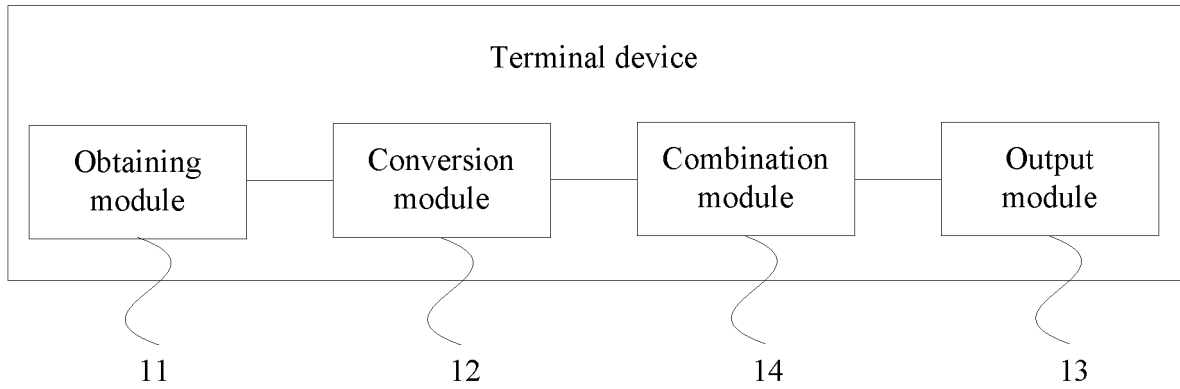 Terminal device
Obtaining
module
Conversion
module
Combination
module
Output
module
11
12
14
13